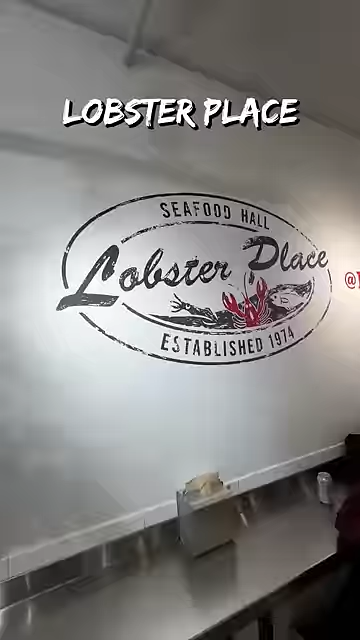 LOBSTER PLACE
SEAFOOD HALL
Lobster Place
ESTABLISHED 1974
@